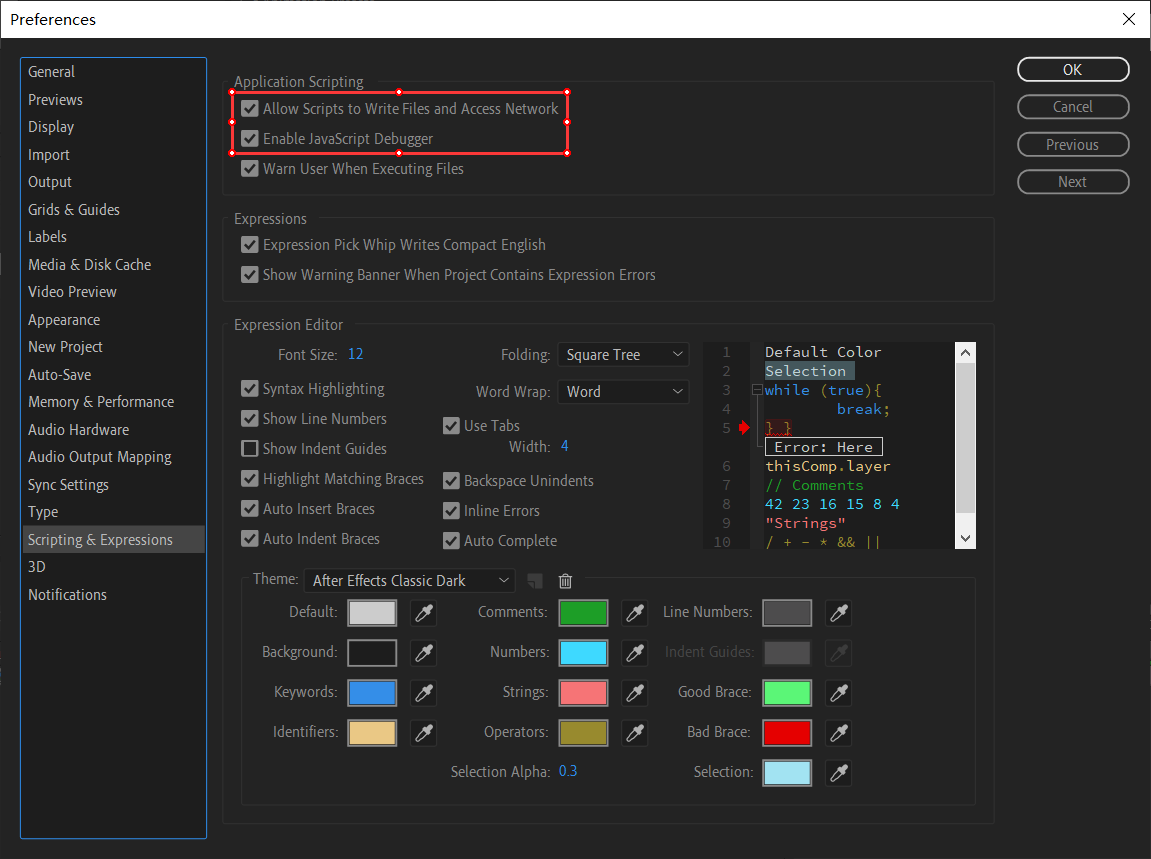 Preferences
General
Previews
Display
Import
Output
Grids & Guides
Labels
Media & Disk Cache
Video Preview
Appearance
New Project
Auto-Save
Memory & Performance
Audio Hardware
Audio Output Mapping
Sync Settings
Type
Scripting & Expressions
3D
Notifications
Application Scripting
Allow Scripts to Write Files and Access Network
Enable JavaScript Debugger
Warn User When Executing Files
Expressions
Expression Pick Whip Writes Compact English
Show Warning Banner When Project Contains Expression Errors
Expression Editor
Font Size: 12
Syntax Highlighting
Show Line Numbers
Show Indent Guides
Highlight Matching Braces
Auto Insert Braces
Auto Indent Braces
Folding: Square Tree
Word Wrap: Word
Use Tabs
Width: 4
Backspace Unindents
Inline Errors
Auto Complete
1 Default Color
2 Selection
3 while (true){
4 break;
5 } }
Error: Here
6 thisComp.layer
7 // Comments
8 42 23 16 15 8 4
9 "Strings"
10 / + - * && ||
Theme: After Effects Classic Dark
Default: Comments: Line Numbers:
Background: Numbers: Indent Guides:
Keywords: Strings: Good Brace:
Identifiers: Operators: Bad Brace:
Selection Alpha: 0.3 Selection:
OK
Cancel
Previous
Next